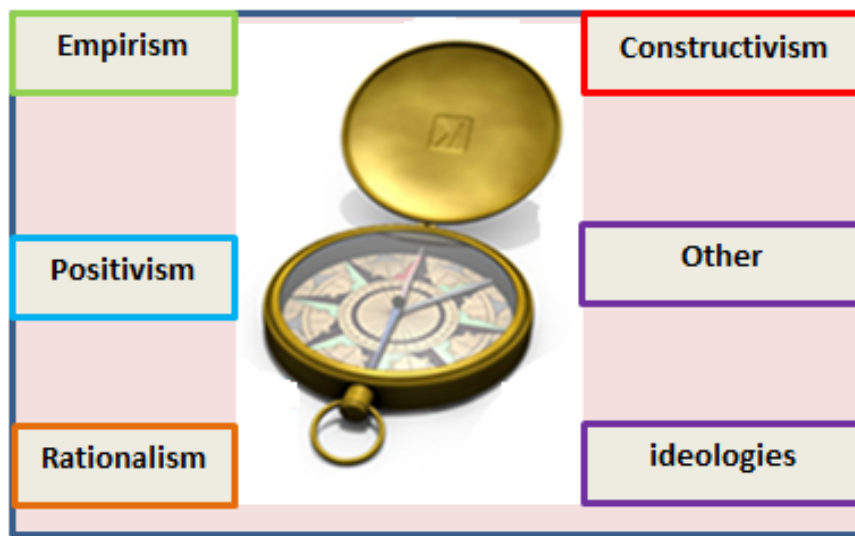 Empirism
Constructivism
Positivism
Other
Rationalism
ideologies